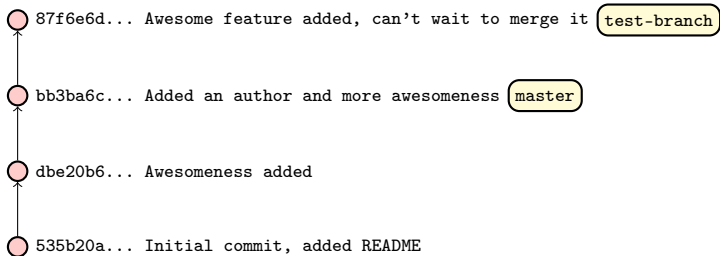 87f6e6d... Awesome feature added, can't wait to merge it test-branch
bb3ba6c... Added an author and more awesomeness master
dbe20b6... Awesomeness added
535b20a... Initial commit, added README